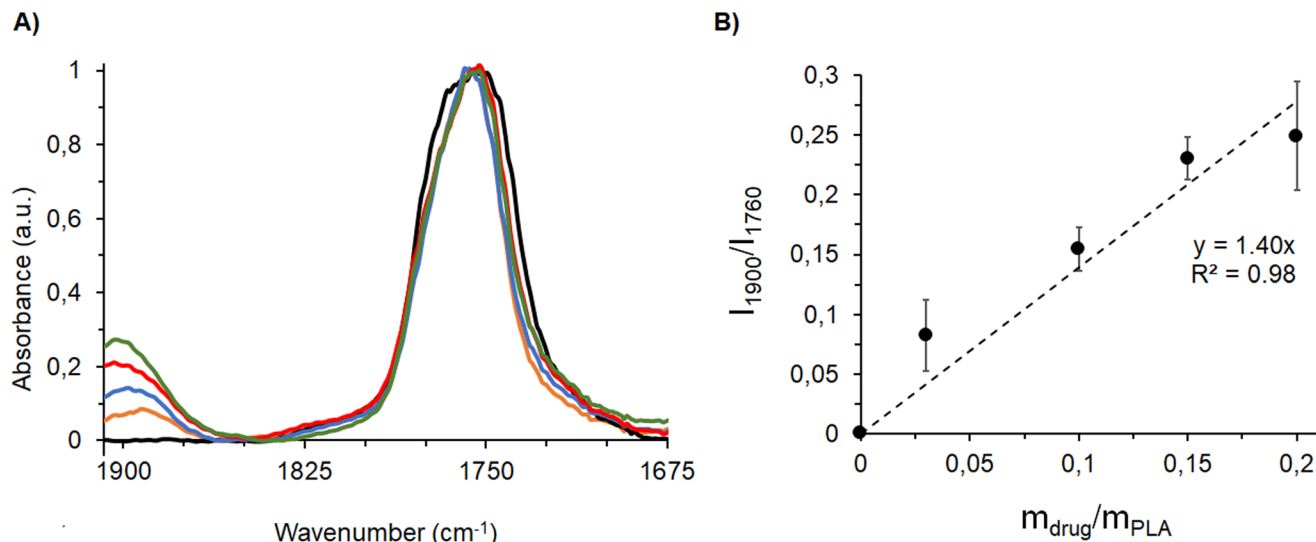 A)
1
0,8
0,6
0,4
0,2
0
Absorbance (a.u.)
1900 1825 1750 1675
Wavenumber (cm⁻¹)
B)
0,3
0,25
0,2
0,15
0,1
0,05
0
I₁₉₀₀/I₁₇₆₀
y = 1.40x
R² = 0.98
0 0,05 0,1 0,15 0,2
m_drug/m_PLA